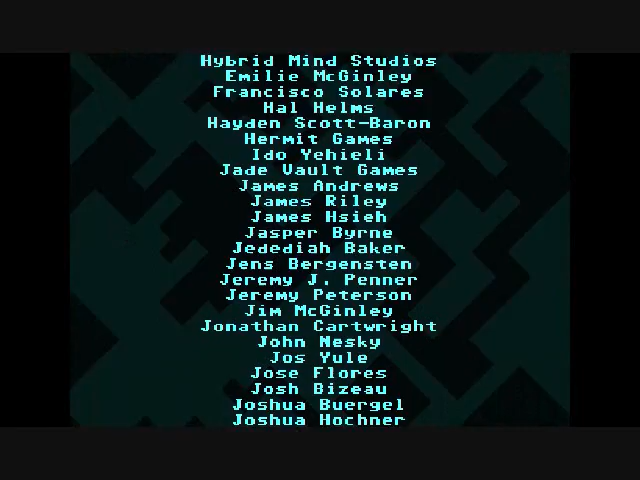 Hybrid Mind Studios
Emilie McGinley
Francisco Solares
Hal Helms
Hayden Scott-Baron
Hermit Games
Ido Yehieli
Jade Vault Games
James Andrews
James Riley
James Hsieh
Jasper Byrne
Jedediah Baker
Jens Bergensten
Jeremy J. Penner
Jeremy Peterson
Jim McGinley
Jonathan Cartwright
John Nesky
Jos Yule
Jose Flores
Josh Bizeau
Joshua Buergel
Joshua Hochner